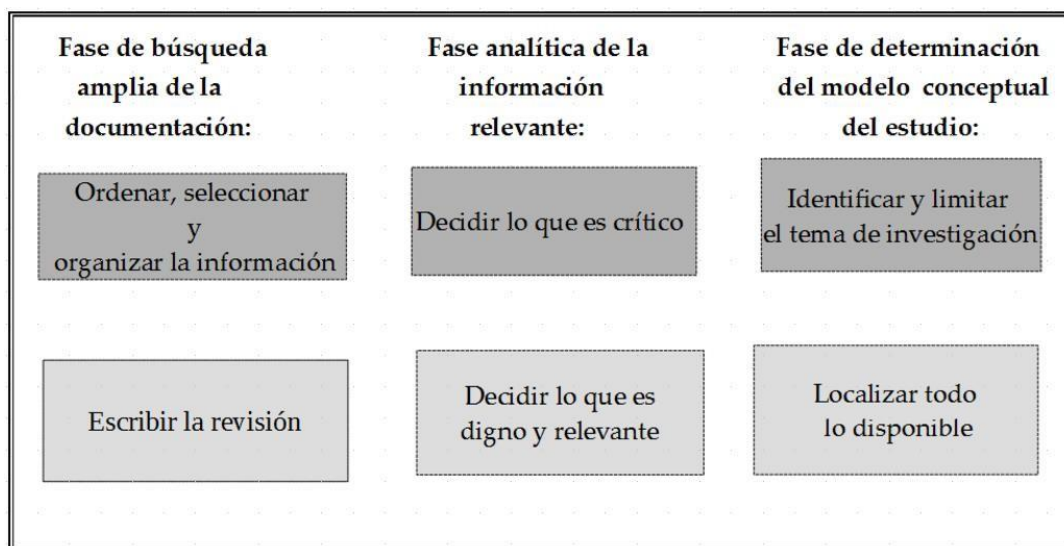 Fase de búsqueda
amplia de la
documentación:
Ordenar, seleccionar
y
organizar la información
Escribir la revisión
Fase analítica de la
información
relevante:
Decidir lo que es crítico
Decidir lo que es
digno y relevante
Fase de determinación
del modelo conceptual
del estudio:
Identificar y limitar
el tema de investigación
Localizar todo
lo disponible